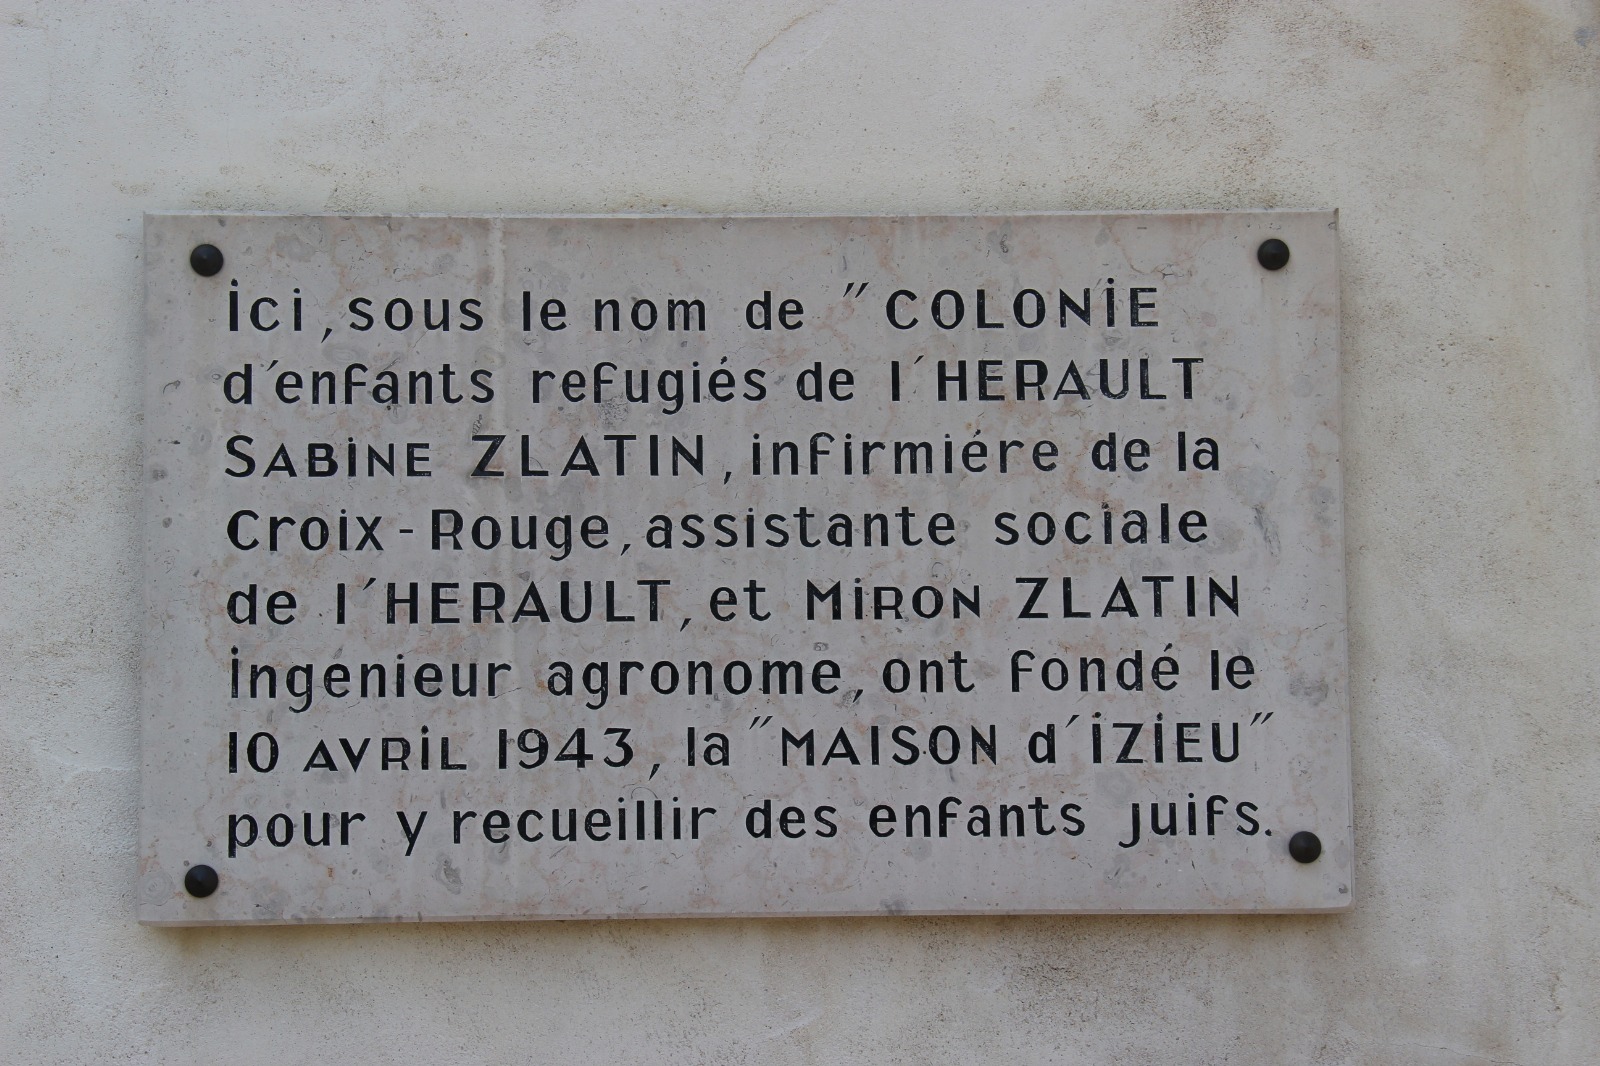 ici, sous le nom de "COLONiE
d'enfants refugiés de l'HERAULT
SABiNE ZLATIN, infirmiére de la
Croix-Rouge, assistante sociale
de l'HERAULT, et MiRON ZLATIN
ingenieur agronome, ont fondé le
10 AVRiL 1943, la "MAISON d'iZiEU"
pour y recueillir des enfants juifs.